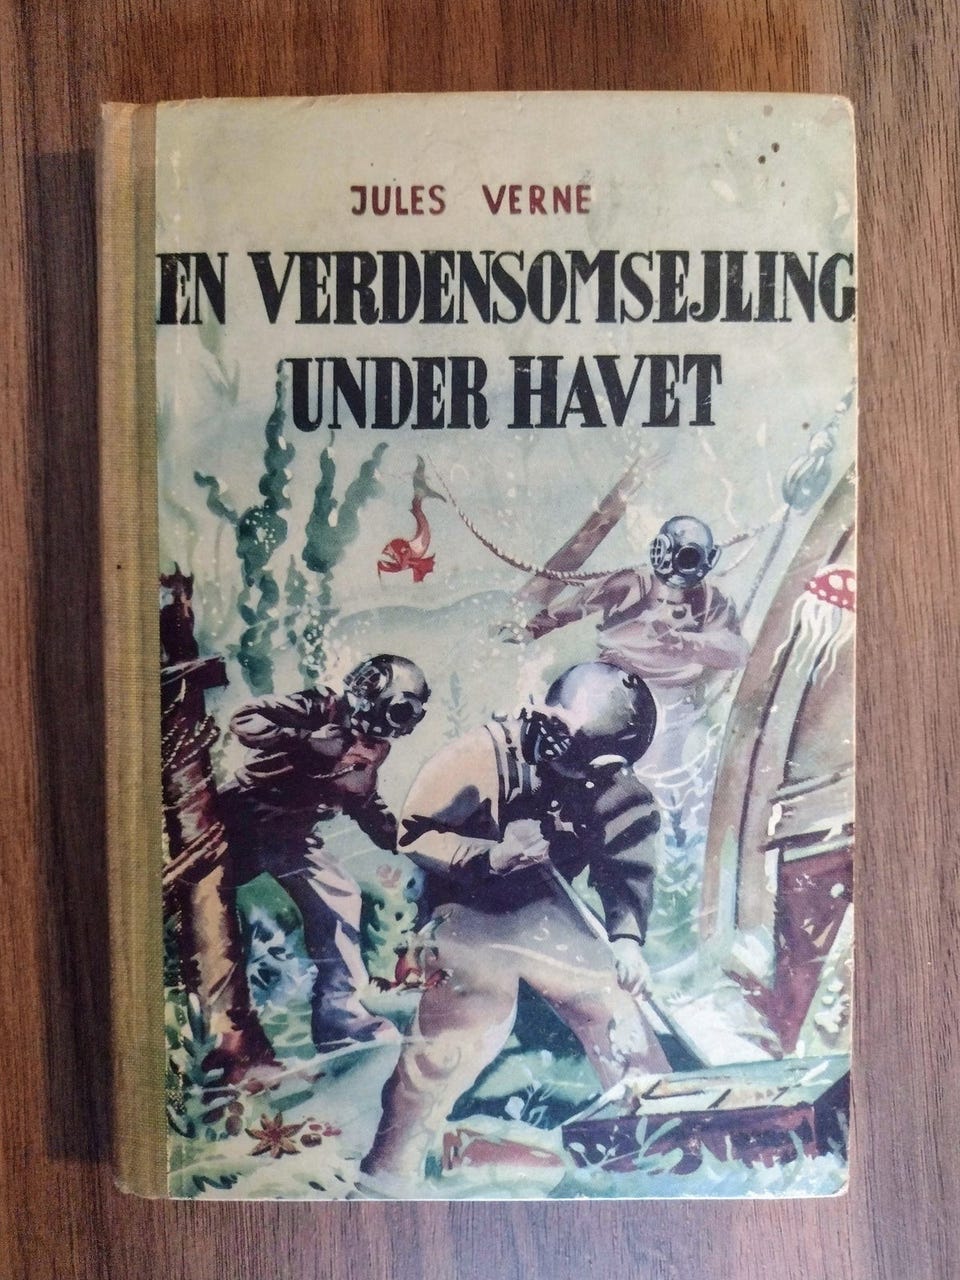 JULES VERNE
EN VERDENSOMSEJLING
UNDER HAVET